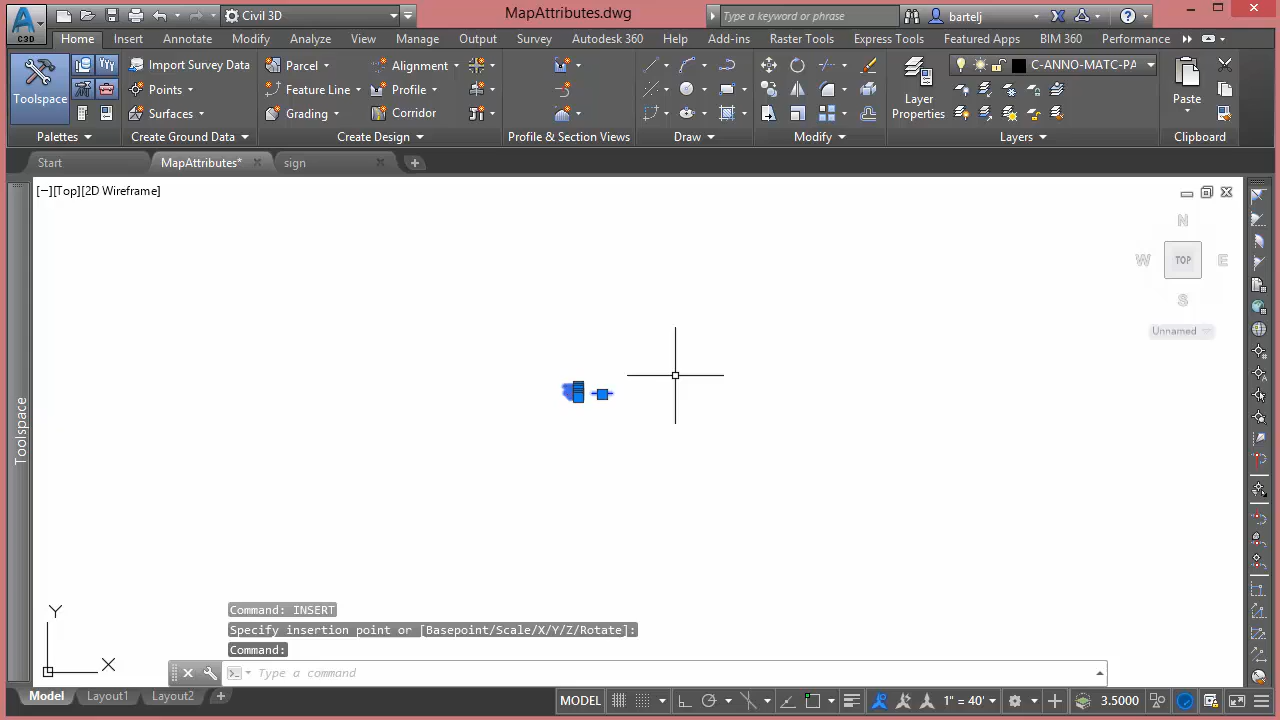 MapAttributes.dwg
Civil 3D
Type a keyword or phrase
bartelj
C3D
Home
Insert
Annotate
Modify
Analyze
View
Manage
Output
Survey
Autodesk 360
Help
Add-ins
Raster Tools
Express Tools
Featured Apps
BIM 360
Performance
Toolspace
Import Survey Data
Points
Surfaces
Parcel
Feature Line
Grading
Alignment
Profile
Corridor
Layer
Properties
C-ANNO-MATC-PA
Paste
Palettes
Create Ground Data
Create Design
Profile & Section Views
Draw
Modify
Layers
Clipboard
Start
MapAttributes*
sign
[−][Top][2D Wireframe]
N
W
TOP
E
S
Unnamed
Toolspace
Y
X
Command: INSERT
Specify insertion point or [Basepoint/Scale/X/Y/Z/Rotate]:
Command:
Type a command
Model
Layout1
Layout2
MODEL
1" = 40'
3.5000